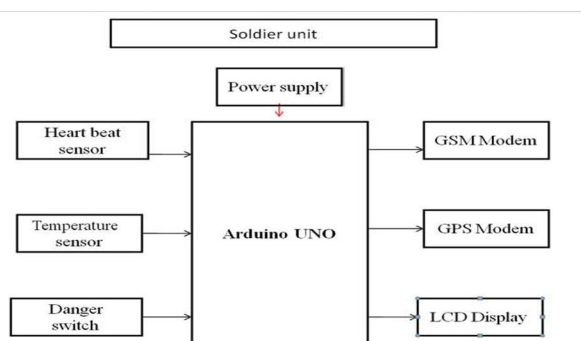 Soldier unit
Power supply
Heart beat
sensor
GSM Modem
Temperature
sensor
Arduino UNO
GPS Modem
Danger
switch
LCD Display